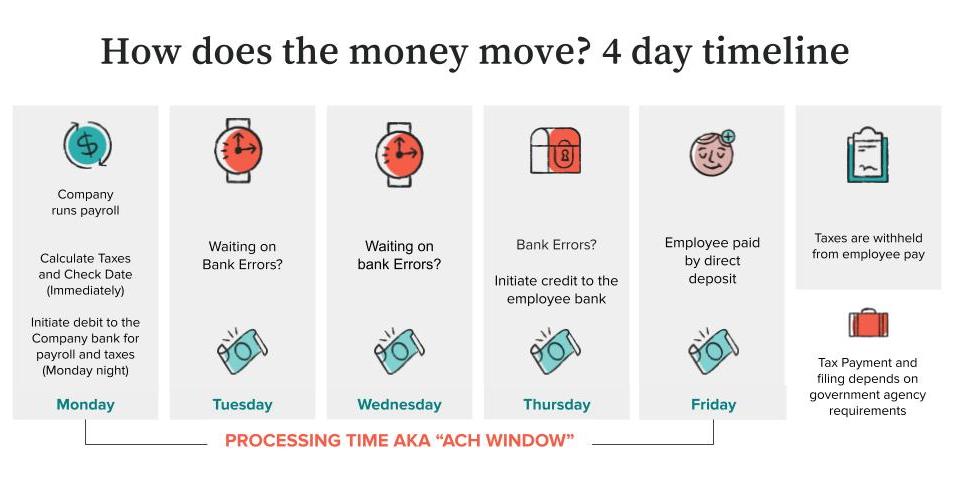 How does the money move? 4 day timeline
Company
runs payroll
Calculate Taxes
and Check Date
(Immediately)
Initiate debit to the
Company bank for
payroll and taxes
(Monday night)
Monday
Waiting on
Bank Errors?
Tuesday
Waiting on
bank Errors?
Wednesday
Bank Errors?
Initiate credit to the
employee bank
Thursday
Employee paid
by direct
deposit
Friday
Taxes are withheld
from employee pay
Tax Payment and
filing depends on
government agency
requirements
PROCESSING TIME AKA “ACH WINDOW”